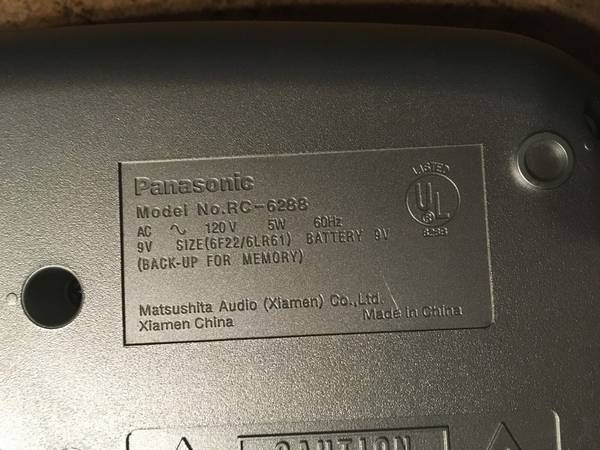 Panasonic
Model No.RC-6288
AC ∿ 120V 5W 60Hz
9V SIZE(6F22/6LR61) BATTERY 9V
(BACK-UP FOR MEMORY)
Matsushita Audio (Xiamen) Co.,Ltd.
Xiamen China Made in China
LISTED
UL
CAUTION